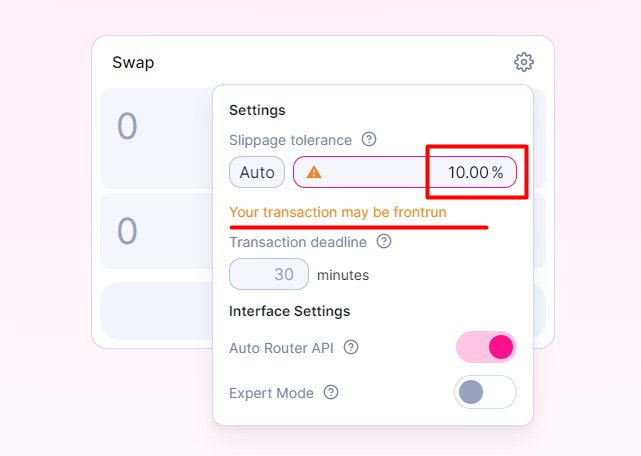 Swap
0
Settings
Slippage tolerance
Auto 10.00%
Your transaction may be frontrun
0
Transaction deadline
30 minutes
Interface Settings
Auto Router API
Expert Mode